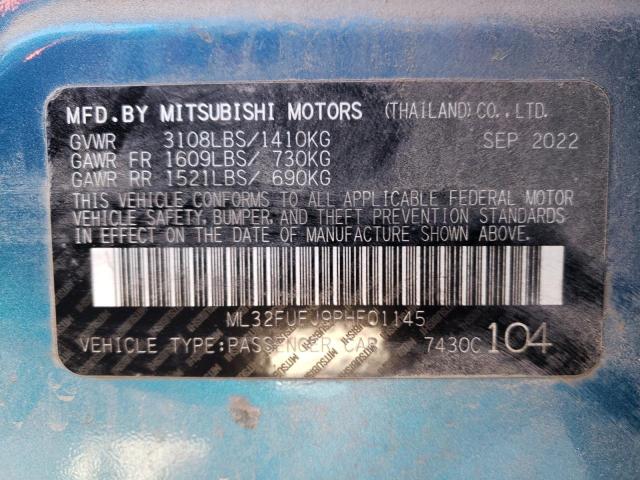 MFD. BY MITSUBISHI MOTORS (THAILAND) CO., LTD.
GVWR 3108LBS/1410KG SEP 2022
GAWR FR 1609LBS/ 730KG
GAWR RR 1521LBS/ 690KG
THIS VEHICLE CONFORMS TO ALL APPLICABLE FEDERAL MOTOR
VEHICLE SAFETY, BUMPER, AND THEFT PREVENTION STANDARDS
IN EFFECT ON THE DATE OF MANUFACTURE SHOWN ABOVE.
ML32FUFJ9PHF01145
VEHICLE TYPE:PASSENGER CAR 7430C 104